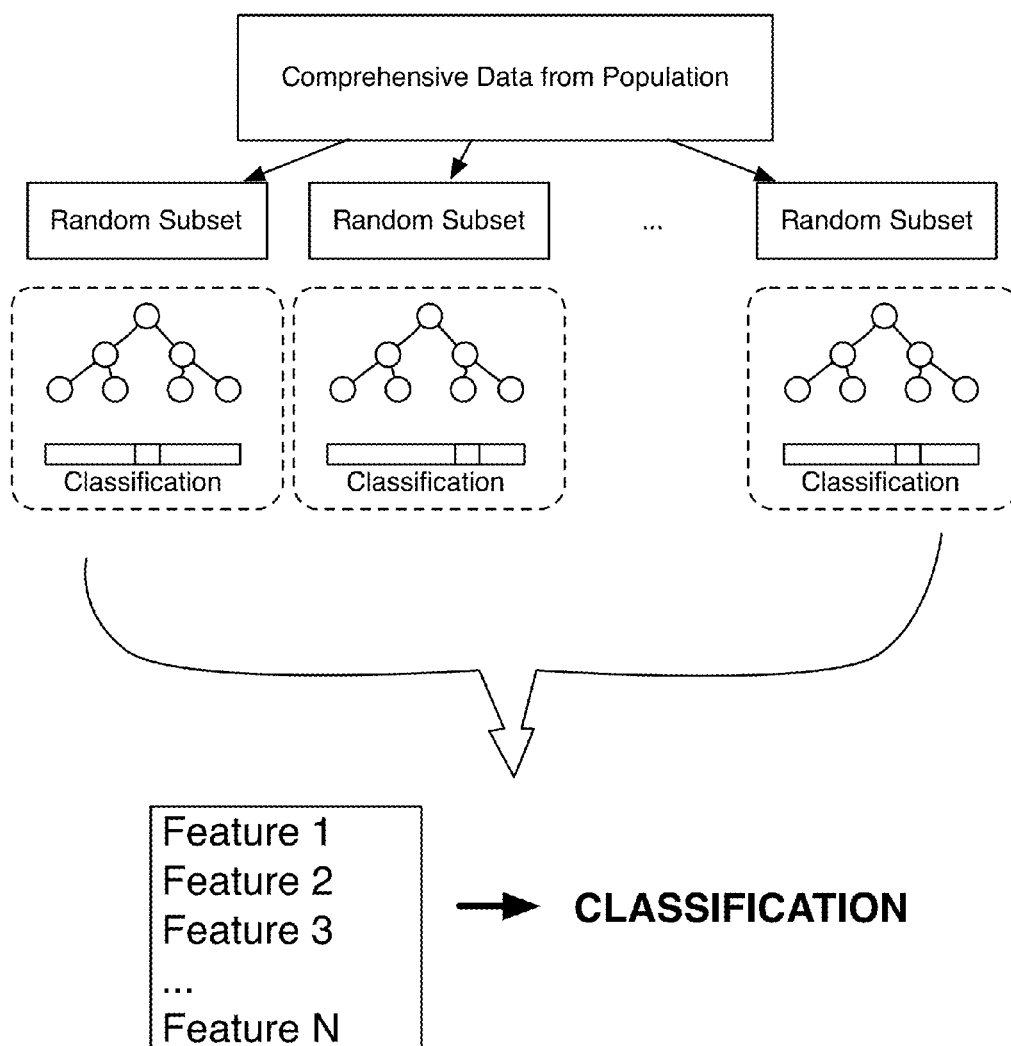 Comprehensive Data from Population
Random Subset
Random Subset
...
Random Subset
Classification
Classification
Classification
Feature 1
Feature 2
Feature 3
...
Feature N
CLASSIFICATION